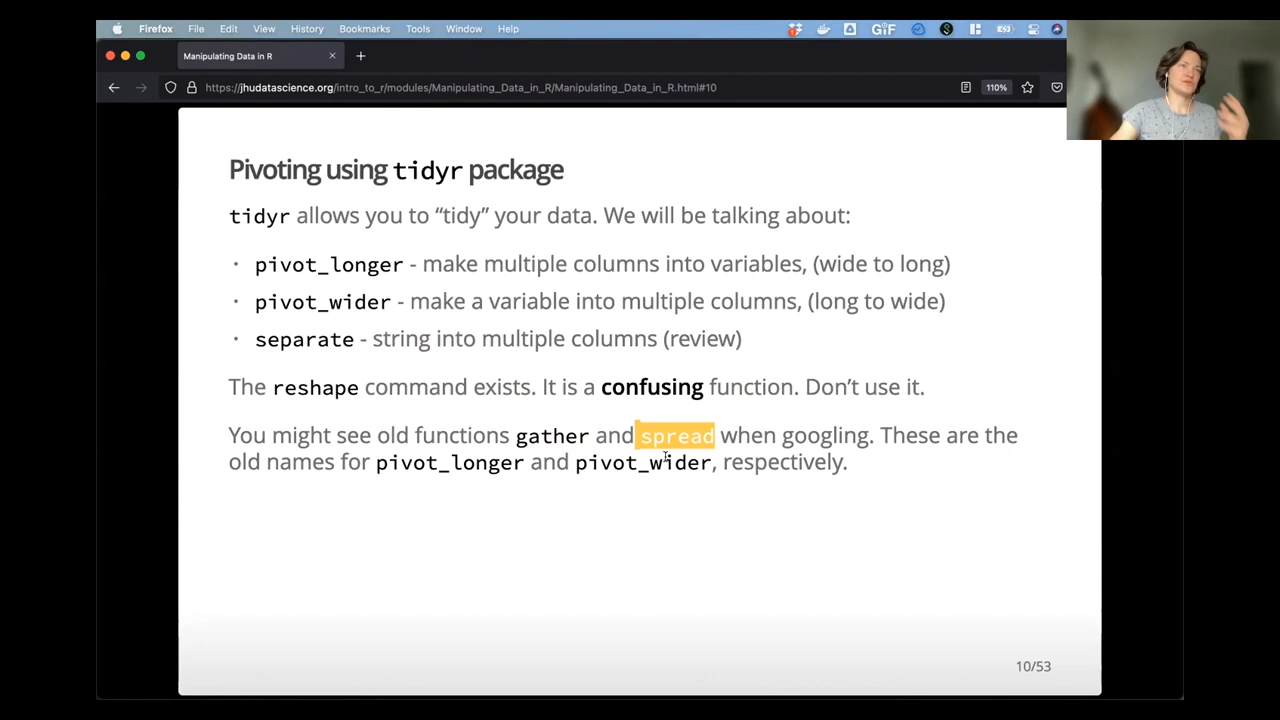 Firefox File Edit View History Bookmarks Tools Window Help GIF
Manipulating Data in R
https://jhudatascience.org/intro_to_r/modules/Manipulating_Data_in_R/Manipulating_Data_in_R.html#10 110%
Pivoting using tidyr package
tidyr allows you to “tidy” your data. We will be talking about:
· pivot_longer - make multiple columns into variables, (wide to long)
· pivot_wider - make a variable into multiple columns, (long to wide)
· separate - string into multiple columns (review)
The reshape command exists. It is a confusing function. Don’t use it.
You might see old functions gather and spread when googling. These are the
old names for pivot_longer and pivot_wider, respectively.
10/53